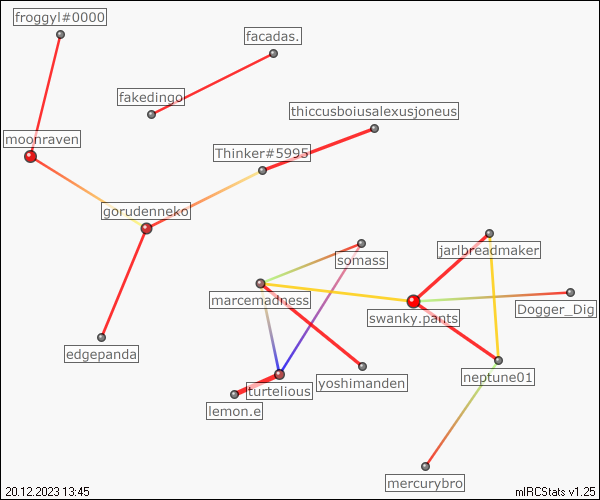 froggyl#0000
facadas.
fakedingo
thiccusboiusalexusjoneus
moonraven
Thinker#5995
gorudenneko
somass
jarlbreadmaker
marcemadness
Dogger_Dig
swanky.pants
edgepanda
yoshimanden
neptune01
turtelious
lemon.e
mercurybro
20.12.2023 13:45
mIRCStats v1.25